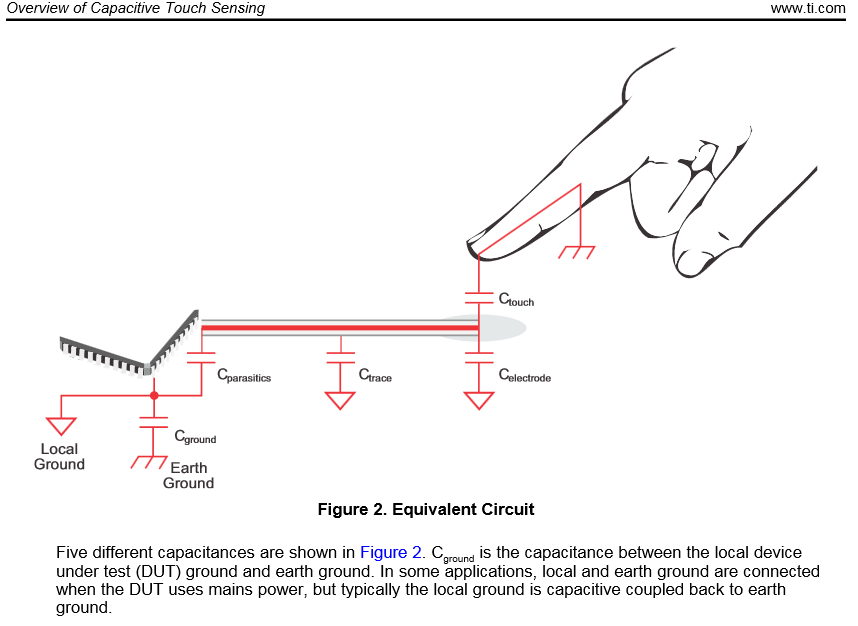 Overview of Capacitive Touch Sensing
www.ti.com
Ctouch
Cparasitics
Ctrace
Celectrode
Cground
Local
Ground
Earth
Ground
Figure 2. Equivalent Circuit
Five different capacitances are shown in Figure 2. Cground is the capacitance between the local device
under test (DUT) ground and earth ground. In some applications, local and earth ground are connected
when the DUT uses mains power, but typically the local ground is capacitive coupled back to earth
ground.